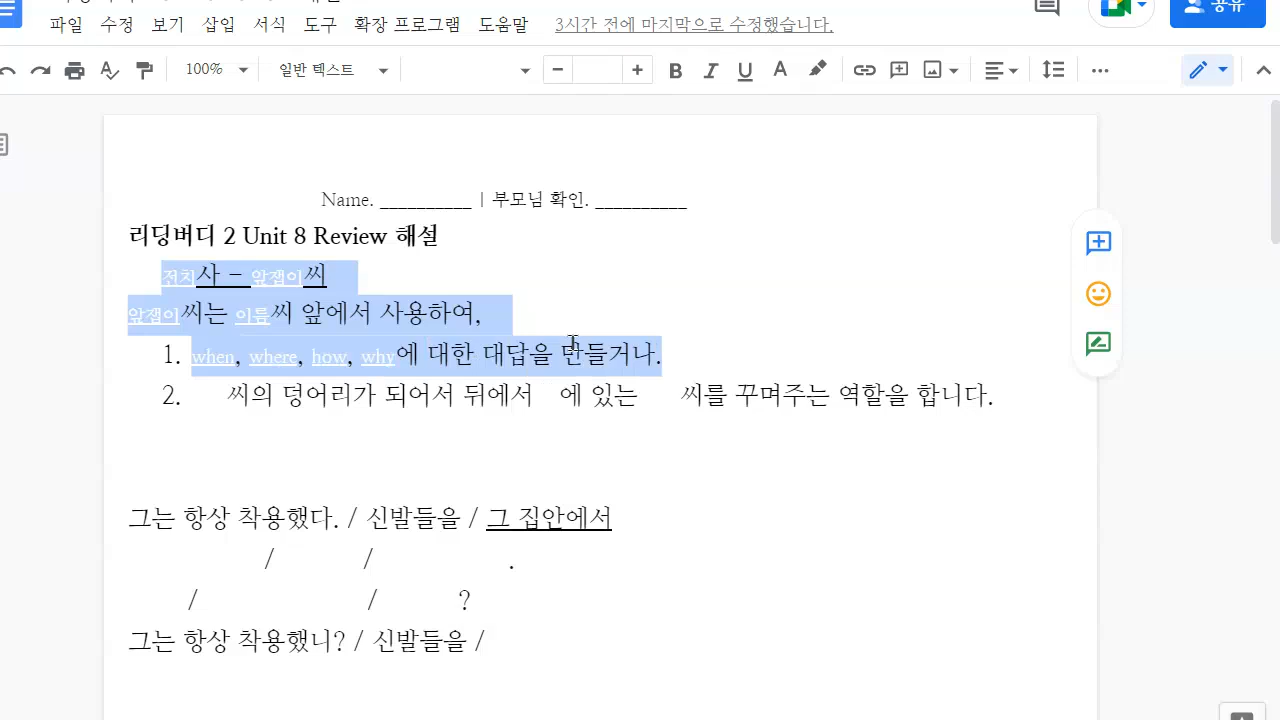 파일 수정 보기 삽입 서식 도구 확장 프로그램 도움말 3시간 전에 마지막으로 수정했습니다.
공유
100% 일반 텍스트 B I U A
Name. __________ | 부모님 확인. __________
리딩버디 2 Unit 8 Review 해설
전치사 - 앞잽이씨
앞잽이씨는 이름씨 앞에서 사용하여,
1. when, where, how, why에 대한 대답을 만들거나.
2. 씨의 덩어리가 되어서 뒤에서 에 있는 씨를 꾸며주는 역할을 합니다.
그는 항상 착용했다. / 신발들을 / 그 집안에서
/ / .
/ / ?
그는 항상 착용했니? / 신발들을 /